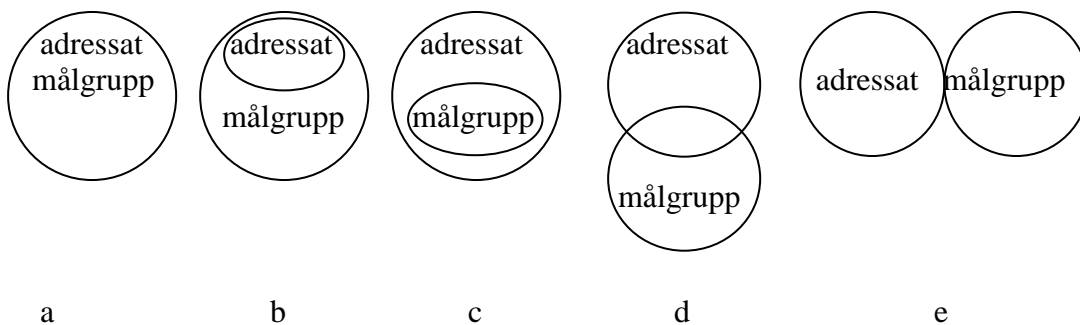 adressat
målgrupp
adressat
målgrupp
adressat
målgrupp
adressat
målgrupp
adressat målgrupp
a b c d e